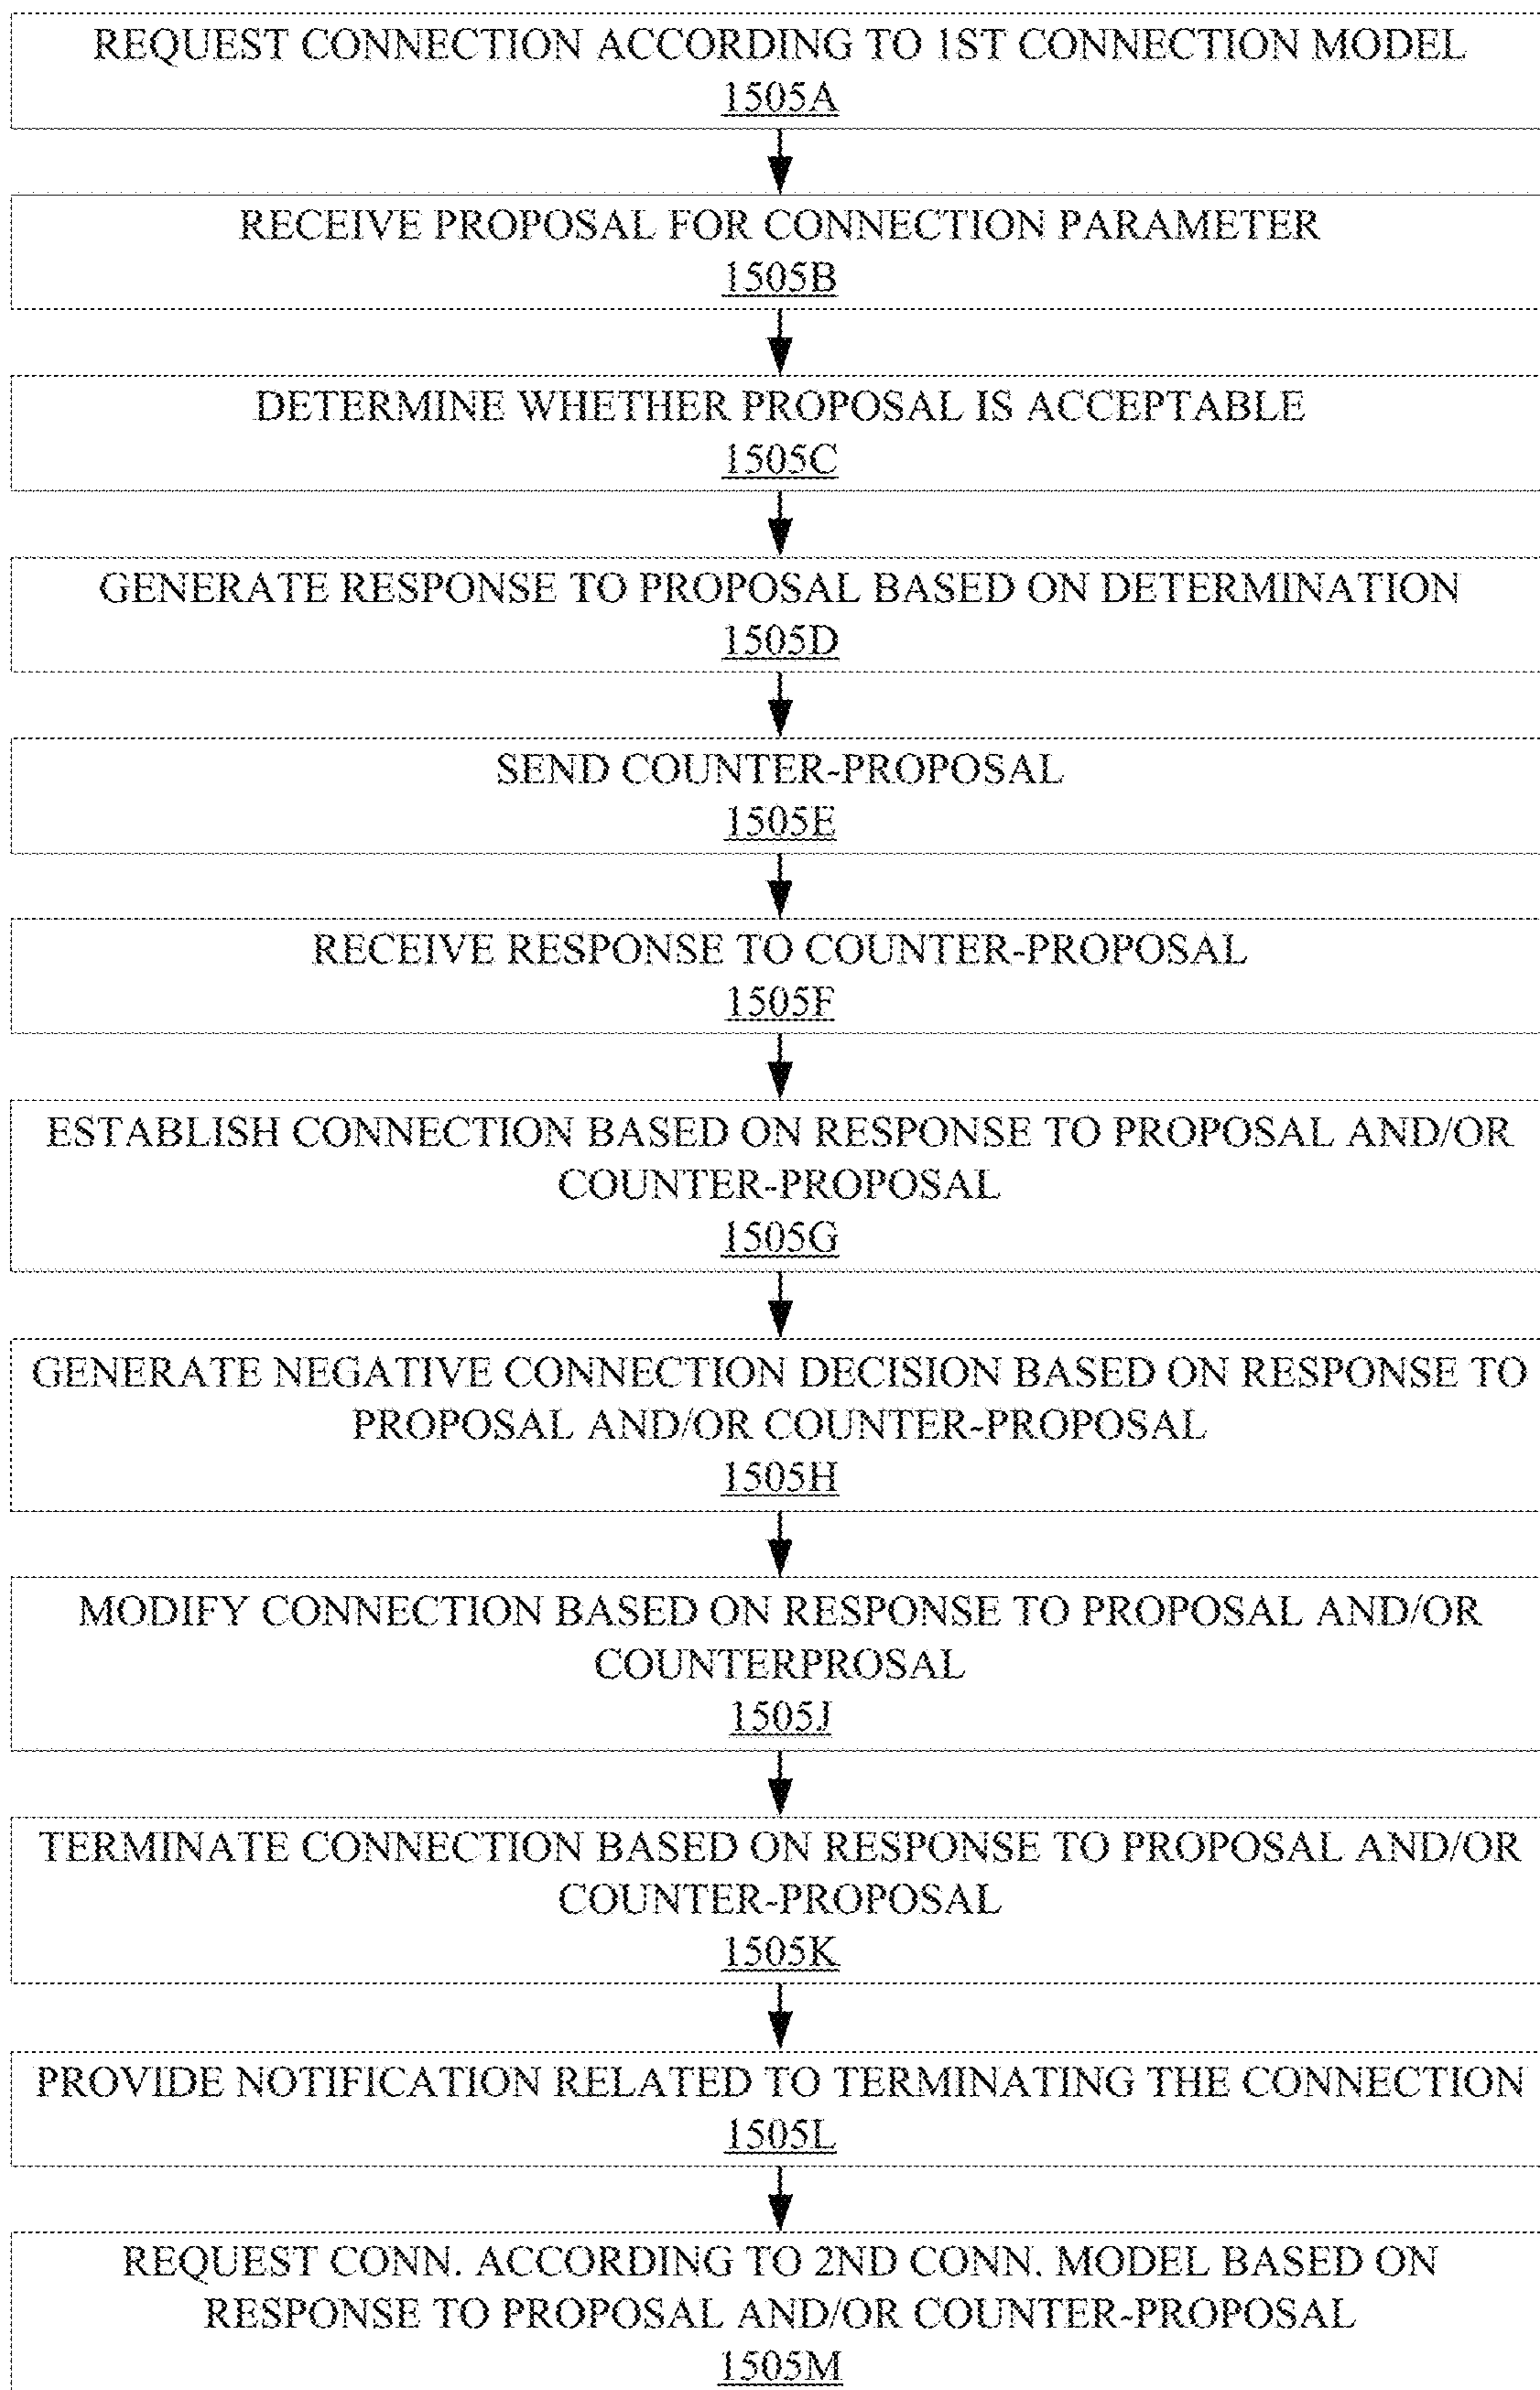 REQUEST CONNECTION ACCORDING TO 1ST CONNECTION MODEL
1505A
RECEIVE PROPOSAL FOR CONNECTION PARAMETER
1505B
DETERMINE WHETHER PROPOSAL IS ACCEPTABLE
1505C
GENERATE RESPONSE TO PROPOSAL BASED ON DETERMINATION
1505D
SEND COUNTER-PROPOSAL
1505E
RECEIVE RESPONSE TO COUNTER-PROPOSAL
1505F
ESTABLISH CONNECTION BASED ON RESPONSE TO PROPOSAL AND/OR
COUNTER-PROPOSAL
1505G
GENERATE NEGATIVE CONNECTION DECISION BASED ON RESPONSE TO
PROPOSAL AND/OR COUNTER-PROPOSAL
1505H
MODIFY CONNECTION BASED ON RESPONSE TO PROPOSAL AND/OR
COUNTERPROSAL
1505J
TERMINATE CONNECTION BASED ON RESPONSE TO PROPOSAL AND/OR
COUNTER-PROPOSAL
1505K
PROVIDE NOTIFICATION RELATED TO TERMINATING THE CONNECTION
1505L
REQUEST CONN. ACCORDING TO 2ND CONN. MODEL BASED ON
RESPONSE TO PROPOSAL AND/OR COUNTER-PROPOSAL
1505M